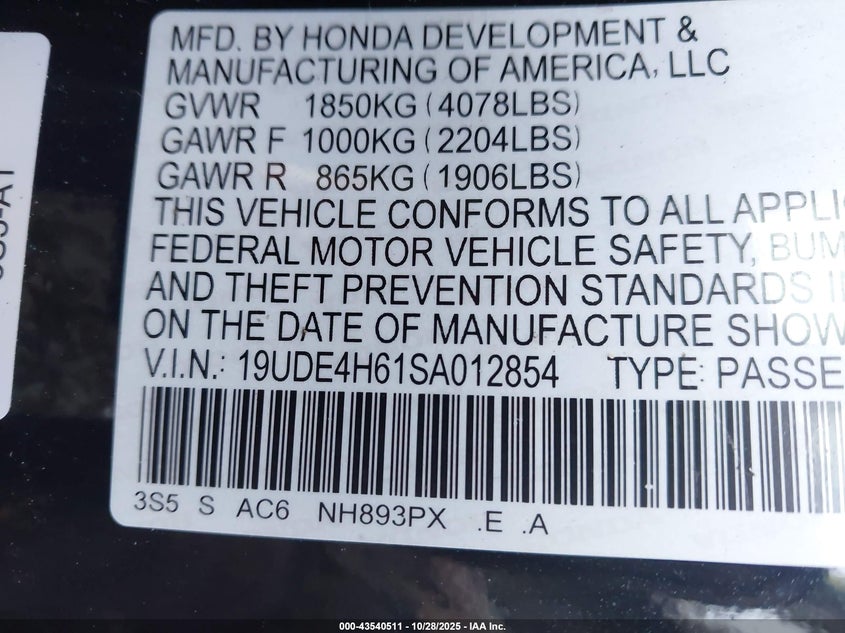 MFD. BY HONDA DEVELOPMENT &
MANUFACTURING OF AMERICA, LLC
GVWR 1850KG (4078LBS)
GAWR F 1000KG (2204LBS)
GAWR R 865KG (1906LBS)
THIS VEHICLE CONFORMS TO ALL APPLIC
FEDERAL MOTOR VEHICLE SAFETY, BUM
AND THEFT PREVENTION STANDARDS I
ON THE DATE OF MANUFACTURE SHOW
V.I.N.: 19UDE4H61SA012854 TYPE: PASSE
3S5 S AC6 NH893PX .E .A
000-43540511 - 10/28/2025 - IAA Inc.